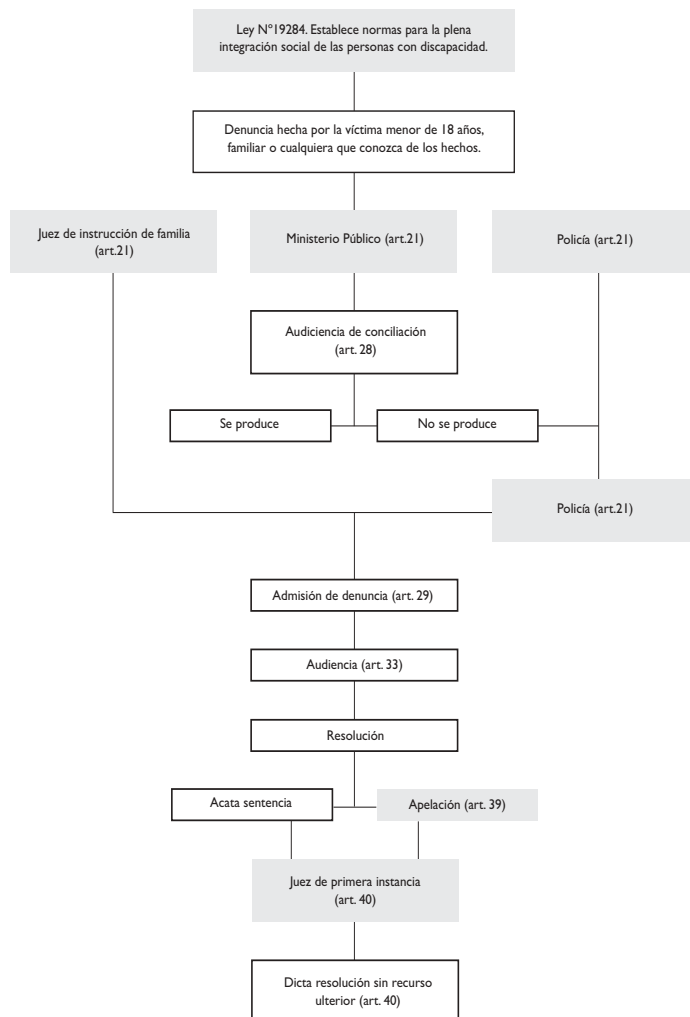 Ley Nº19284. Establece normas para la plena
integración social de las personas con discapacidad.
Denuncia hecha por la víctima menor de 18 años,
familiar o cualquiera que conozca de los hechos.
Juez de instrucción de familia
(art.21)
Ministerio Público (art.21)
Policía (art.21)
Audiciencia de conciliación
(art. 28)
Se produce
No se produce
Policía (art.21)
Admisión de denuncia (art. 29)
Audiencia (art. 33)
Resolución
Acata sentencia
Apelación (art. 39)
Juez de primera instancia
(art. 40)
Dicta resolución sin recurso
ulterior (art. 40)